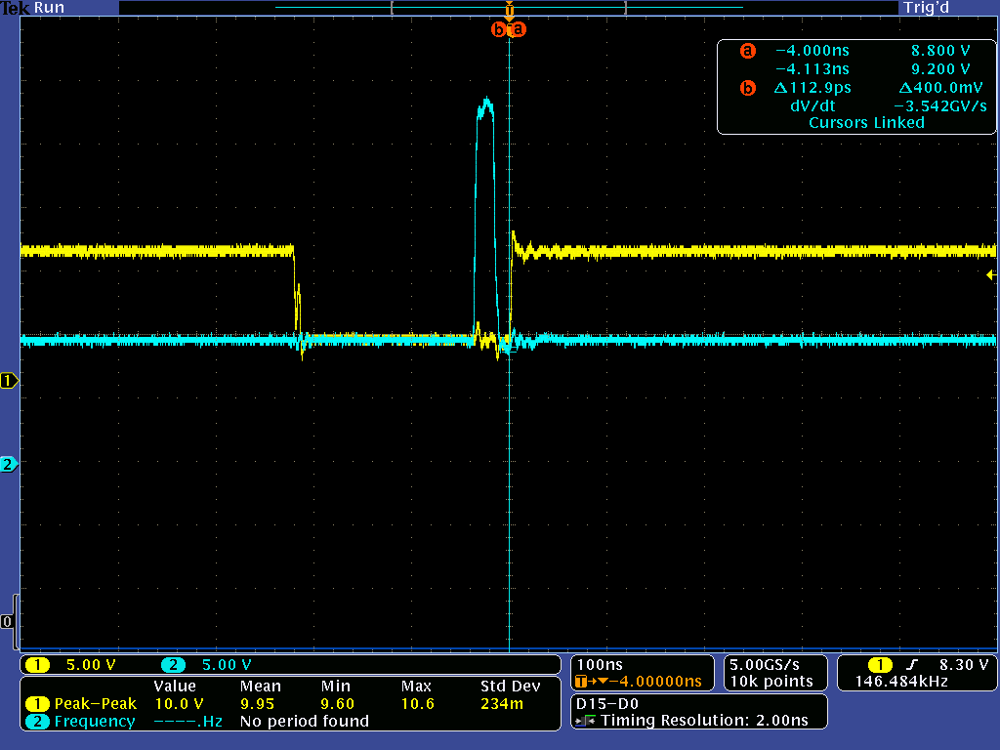 Tek Run Trig'd
T
b T a
a −4.000ns 8.800 V
−4.113ns 9.200 V
b Δ112.9ps Δ400.0mV
dV/dt −3.542GV/s
Cursors Linked
1
2
0
1 5.00 V 2 5.00 V
100ns
T→▼−4.00000ns
5.00GS/s
10k points
1 ʃ 8.30 V
146.484kHz
Value Mean Min Max Std Dev
1 Peak−Peak 10.0 V 9.95 9.60 10.6 234m
2 Frequency −−−−.Hz No period found
D15−D0
Timing Resolution: 2.00ns